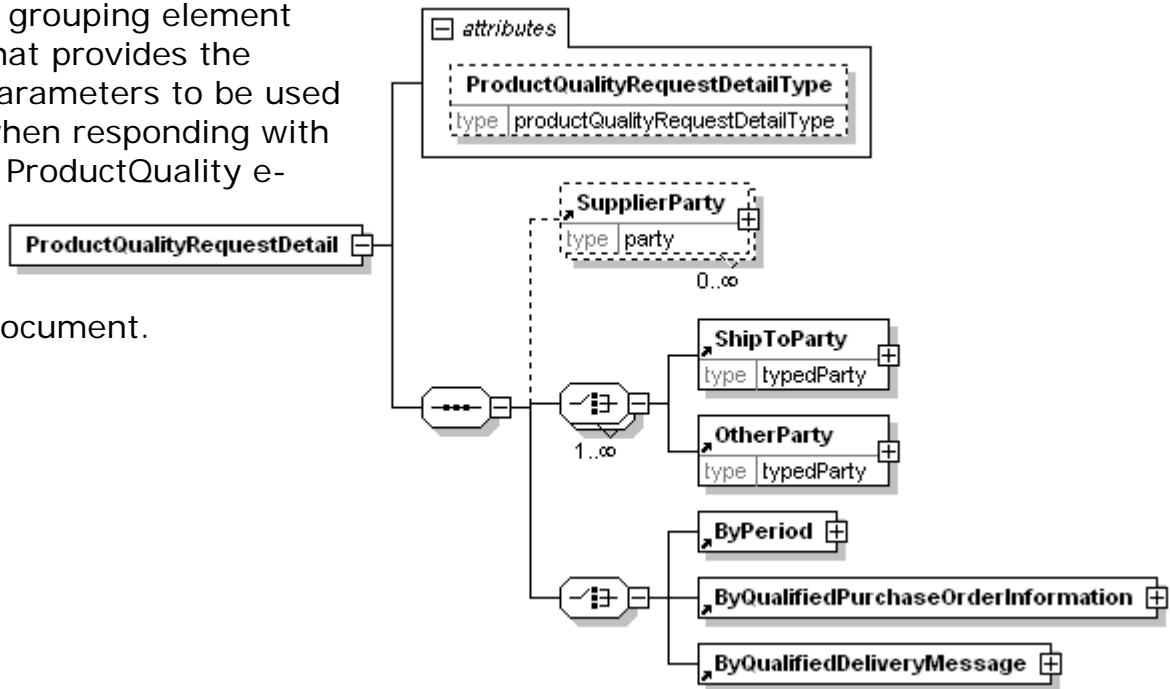 grouping element
hat provides the
arameters to be used
when responding with
ProductQuality e-
ocument.
attributes
ProductQualityRequestDetailType
type productQualityRequestDetailType
ProductQualityRequestDetail
SupplierParty
type party
0..∞
ShipToParty
type typedParty
1..∞
OtherParty
type typedParty
ByPeriod
ByQualifiedPurchaseOrderInformation
ByQualifiedDeliveryMessage